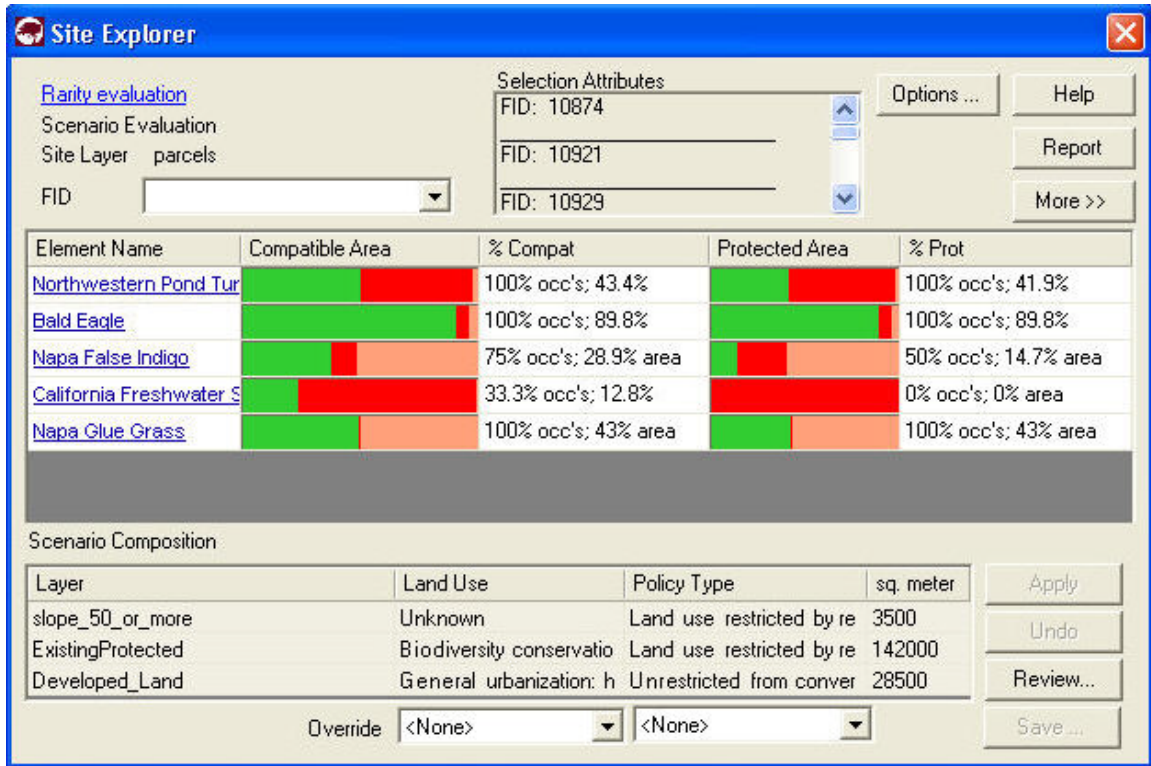 Site Explorer
Rarity evaluation
Scenario Evaluation
Site Layer parcels
FID
Selection Attributes
FID: 10874
FID: 10921
FID: 10929
Options ...
Help
Report
More >>
Element Name Compatible Area % Compat Protected Area % Prot
Northwestern Pond Tur 100% occ's; 43.4% 100% occ's; 41.9%
Bald Eagle 100% occ's; 89.8% 100% occ's; 89.8%
Napa False Indigo 75% occ's; 28.9% area 50% occ's; 14.7% area
California Freshwater S 33.3% occ's; 12.8% 0% occ's; 0% area
Napa Glue Grass 100% occ's; 43% area 100% occ's; 43% area
Scenario Composition
Layer Land Use Policy Type sq. meter
slope_50_or_more Unknown Land use restricted by re 3500
ExistingProtected Biodiversity conservatio Land use restricted by re 142000
Developed_Land General urbanization: h Unrestricted from conver 28500
Apply
Undo
Review...
Override <None> <None>
Save ...